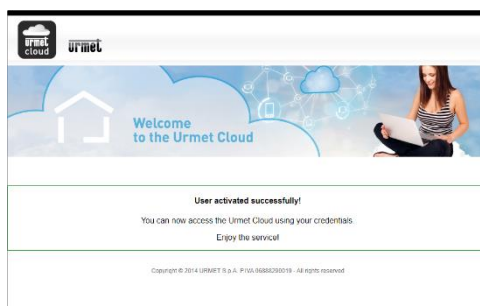 urmet
cloud
urmet
Welcome
to the Urmet Cloud
User activated successfully!
You can now access the Urmet Cloud using your credentials
Enjoy the service!
Copyright © 2014 URMET S.p.A. P.IVA 06888290019 - All rights reserved